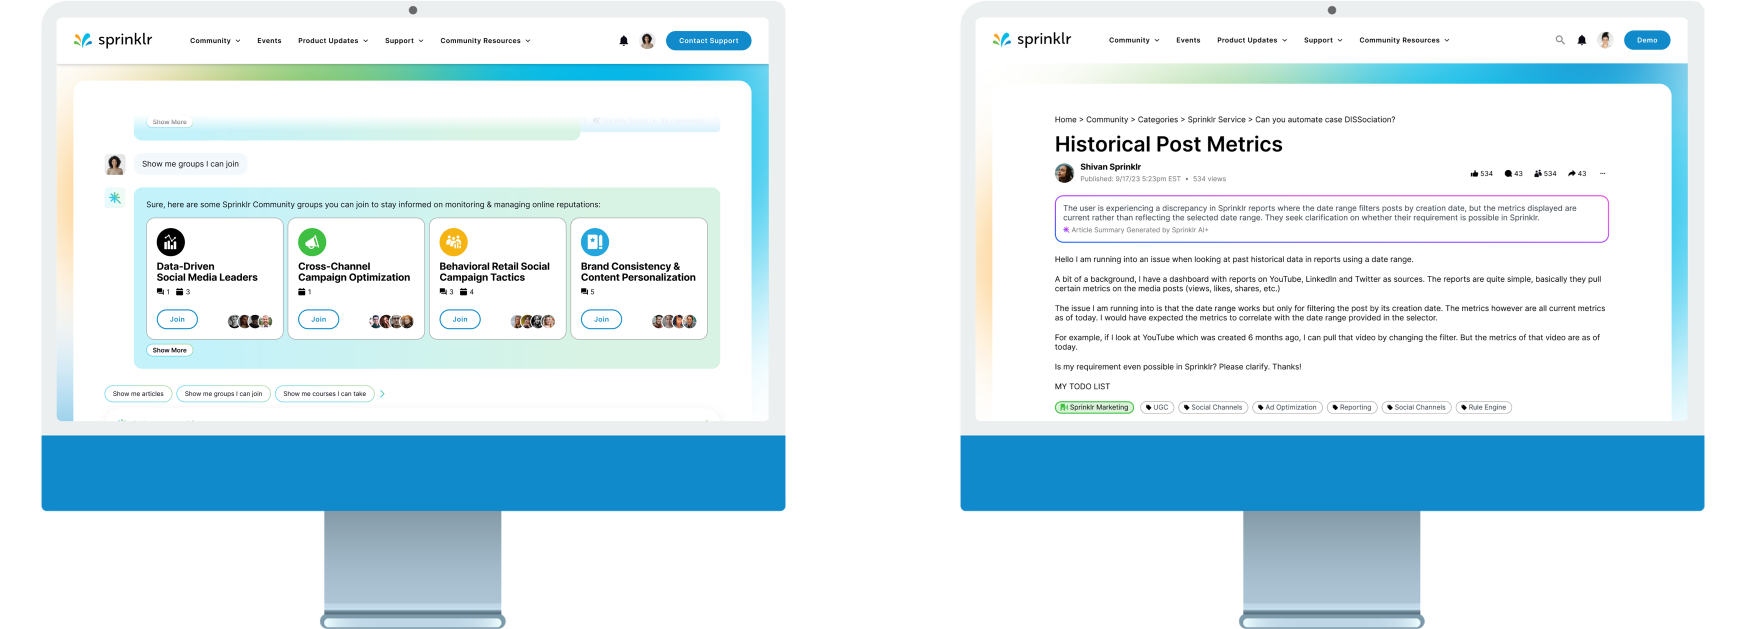 sprinklr
Community
Events
Product Updates
Support
Community Resources
Contact Support
Show More
Show me groups I can join
Sure, here are some Sprinklr Community groups you can join to stay informed on monitoring & managing online reputations:
Data-Driven
Social Media Leaders
1 3
Join
Cross-Channel
Campaign Optimization
1
Join
Behavioral Retail Social
Campaign Tactics
3 4
Join
Brand Consistency &
Content Personalization
5
Join
Show More
Show me articles
Show me groups I can join
Show me courses I can take
sprinklr
Community
Events
Product Updates
Support
Community Resources
Demo
Home > Community > Categories > Sprinklr Service > Can you automate case DISSociation?
Historical Post Metrics
Shivan Sprinklr
Published: 9/17/23 5:23pm EST • 534 views
534 43 534 43
The user is experiencing a discrepancy in Sprinklr reports where the date range filters posts by creation date, but the metrics displayed are
current rather than reflecting the selected date range. They seek clarification on whether their requirement is possible in Sprinklr.
Article Summary Generated by Sprinklr AI+
Hello I am running into an issue when looking at past historical data in reports using a date range.
A bit of a background, I have a dashboard with reports on YouTube, LinkedIn and Twitter as sources. The reports are quite simple, basically they pull
certain metrics on the media posts (views, likes, shares, etc.)
The issue I am running into is that the date range works but only for filtering the post by its creation date. The metrics however are all current metrics
as of today. I would have expected the metrics to correlate with the date range provided in the selector.
For example, if I look at YouTube which was created 6 months ago, I can pull that video by changing the filter. But the metrics of that video are as of
today.
Is my requirement even possible in Sprinklr? Please clarify. Thanks!
MY TODO LIST
Sprinklr Marketing
UGC
Social Channels
Ad Optimization
Reporting
Social Channels
Rule Engine